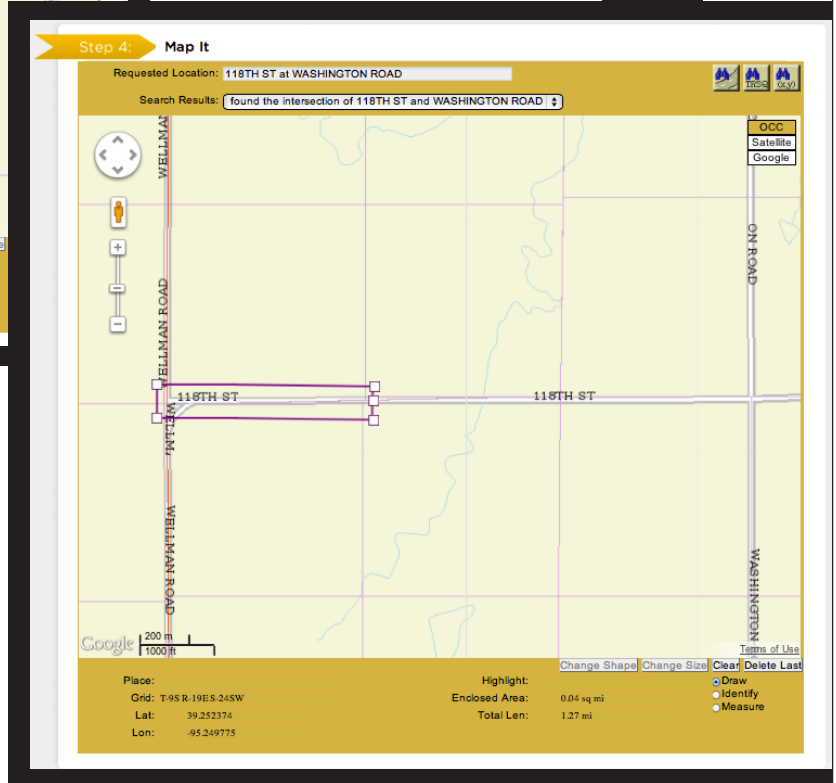 Step 4: Map It
Requested Location: 118TH ST at WASHINGTON ROAD
TRSQ (x,y)
Search Results: found the intersection of 118TH ST and WASHINGTON ROAD
OCC
Satellite
Google
ON ROAD
WELLMAN ROAD
118TH ST
118TH ST
WELLMAN ROAD
WASHINGTON
Google
200 m
1000 ft
Terms of Use
Change Shape Change Size Clear Delete Last
Place: Highlight: Draw
Grid: T-9S R-19E S-24SW Enclosed Area: 0.04 sq mi Identify
Lat: 39.252374 Total Len: 1.27 mi Measure
Lon: -95.249775